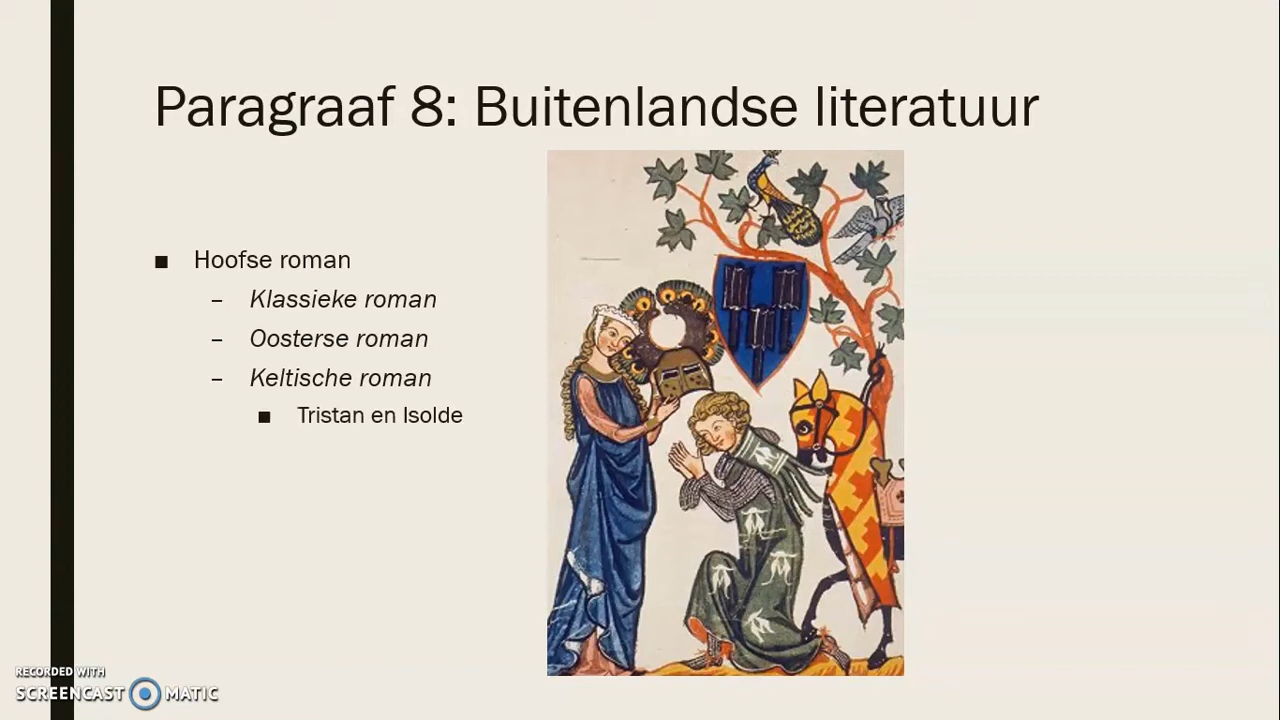 Paragraaf 8: Buitenlandse literatuur
■ Hoofse roman
– Klassieke roman
– Oosterse roman
– Keltische roman
■ Tristan en Isolde
RECORDED WITH
SCREENCAST MATIC